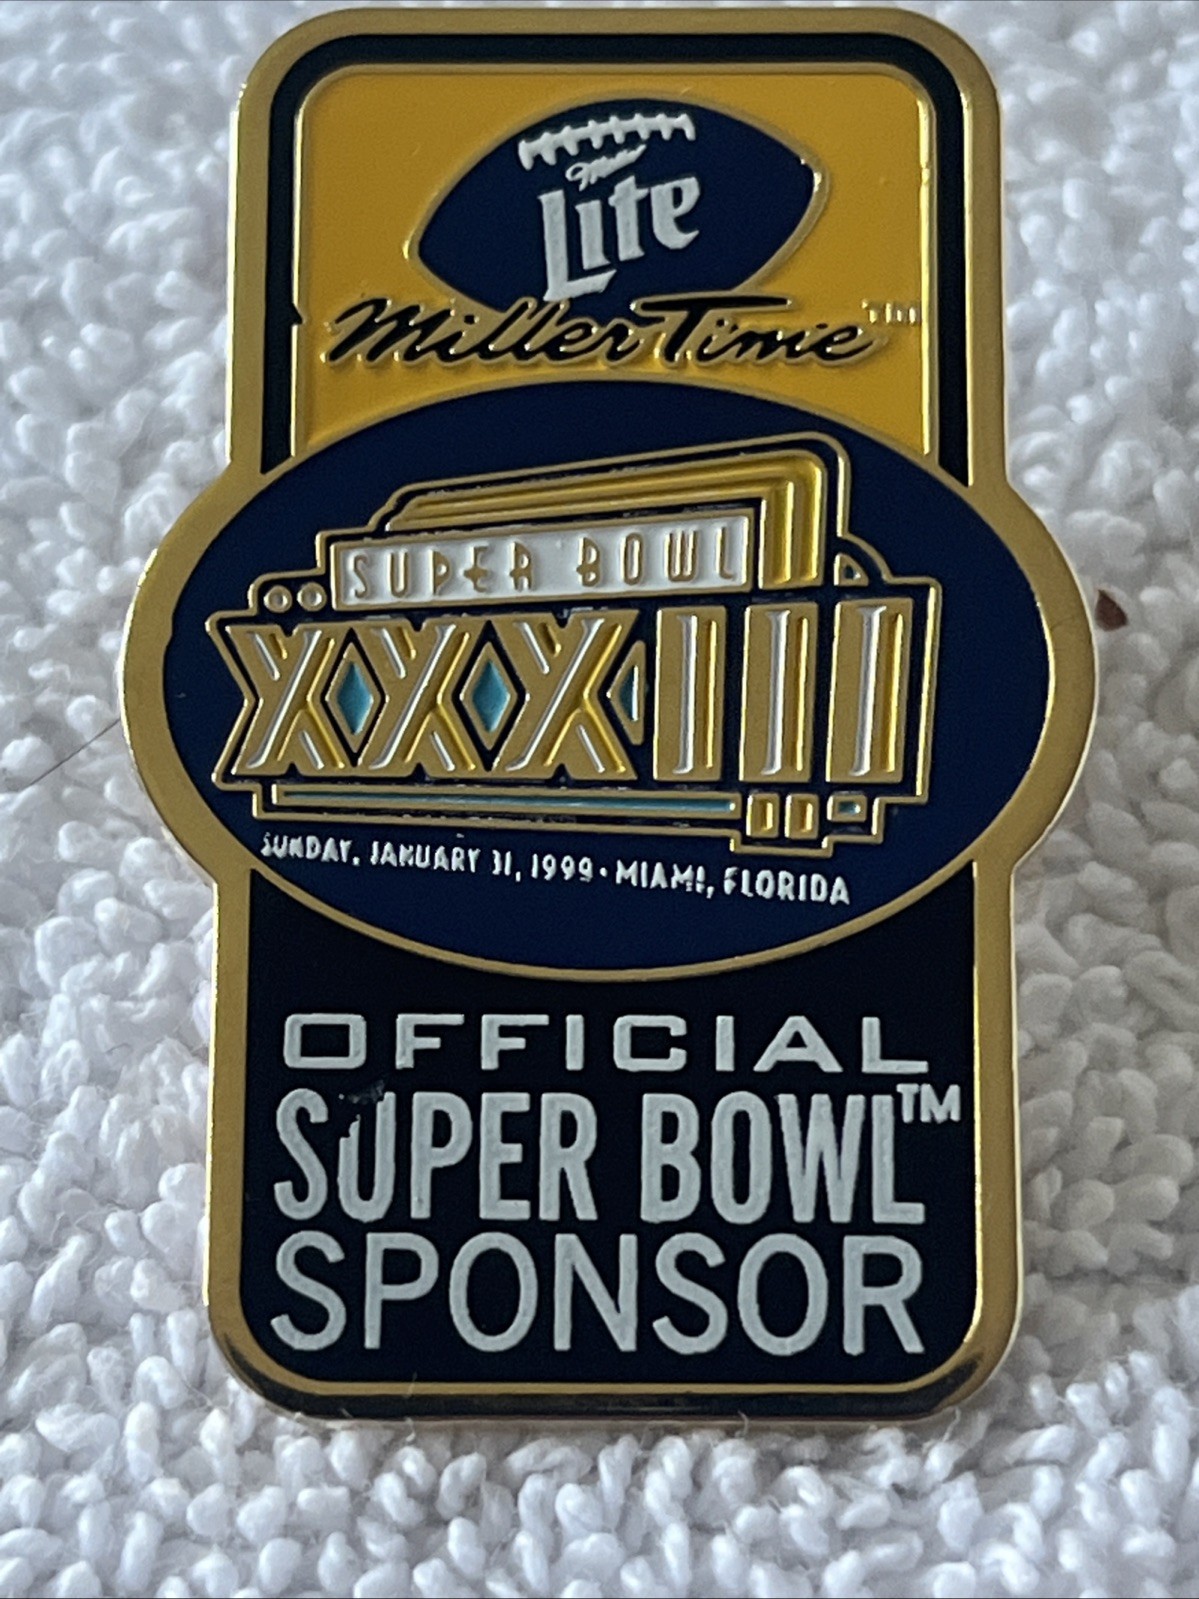 Miller
Lite
Miller Time™
SUPER BOWL
XXXIII
SUNDAY, JANUARY 31, 1999 • MIAMI, FLORIDA
OFFICIAL
SUPER BOWL™
SPONSOR